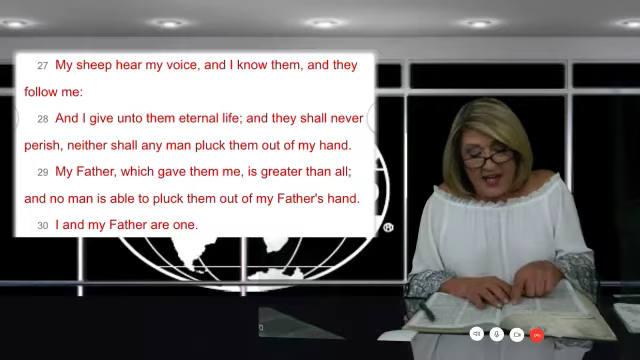 27 My sheep hear my voice, and I know them, and they
follow me:
28 And I give unto them eternal life; and they shall never
perish, neither shall any man pluck them out of my hand.
29 My Father, which gave them me, is greater than all;
and no man is able to pluck them out of my Father's hand.
30 I and my Father are one.
®